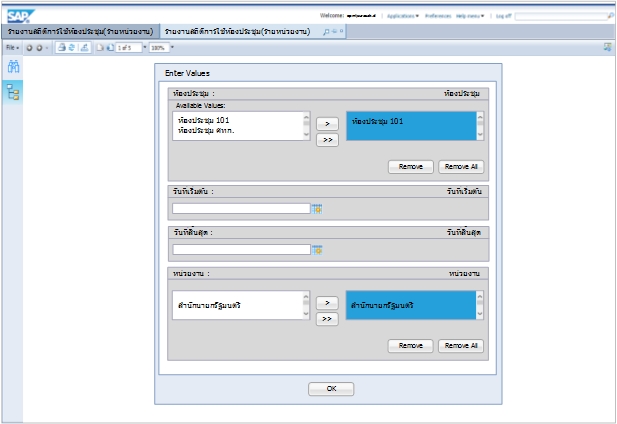 SAP
Welcome:
Applications
Preferences
Help menu
Log off
รายงานสถิติการใช้ห้องประชุม(รายหน่วยงาน)
รายงานสถิติการใช้ห้องประชุม(รายหน่วยงาน)
File
1 of 1
100%
Enter Values
ห้องประชุม :
ห้องประชุม
Available Values:
ห้องประชุม 101
ห้องประชุม ศทก.
>
>>
ห้องประชุม 101
Remove
Remove All
วันที่เริ่มต้น :
วันที่เริ่มต้น
วันที่สิ้นสุด :
วันที่สิ้นสุด
หน่วยงาน :
หน่วยงาน
สำนักนายกรัฐมนตรี
>
>>
สำนักนายกรัฐมนตรี
Remove
Remove All
OK